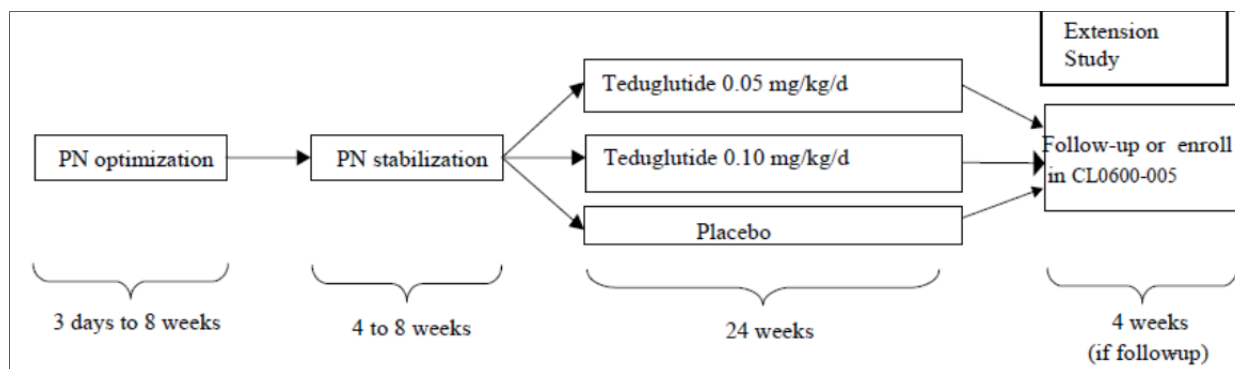 Extension
Study
Teduglutide 0.05 mg/kg/d
PN optimization
PN stabilization
Teduglutide 0.10 mg/kg/d
Follow-up or enroll
in CL0600-005
Placebo
3 days to 8 weeks
4 to 8 weeks
24 weeks
4 weeks
(if followup)